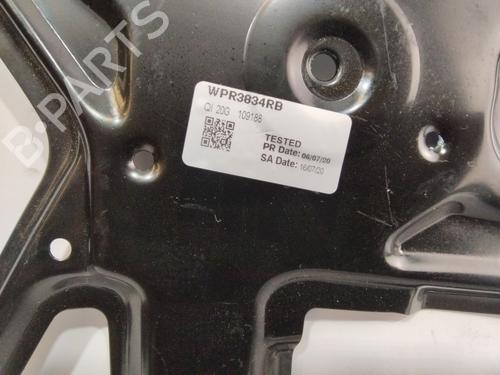 WPR3834RB
QI 20G 109188
TESTED
PR Date: 06/07/20
SA Date: 16/07/20
B-PARTS